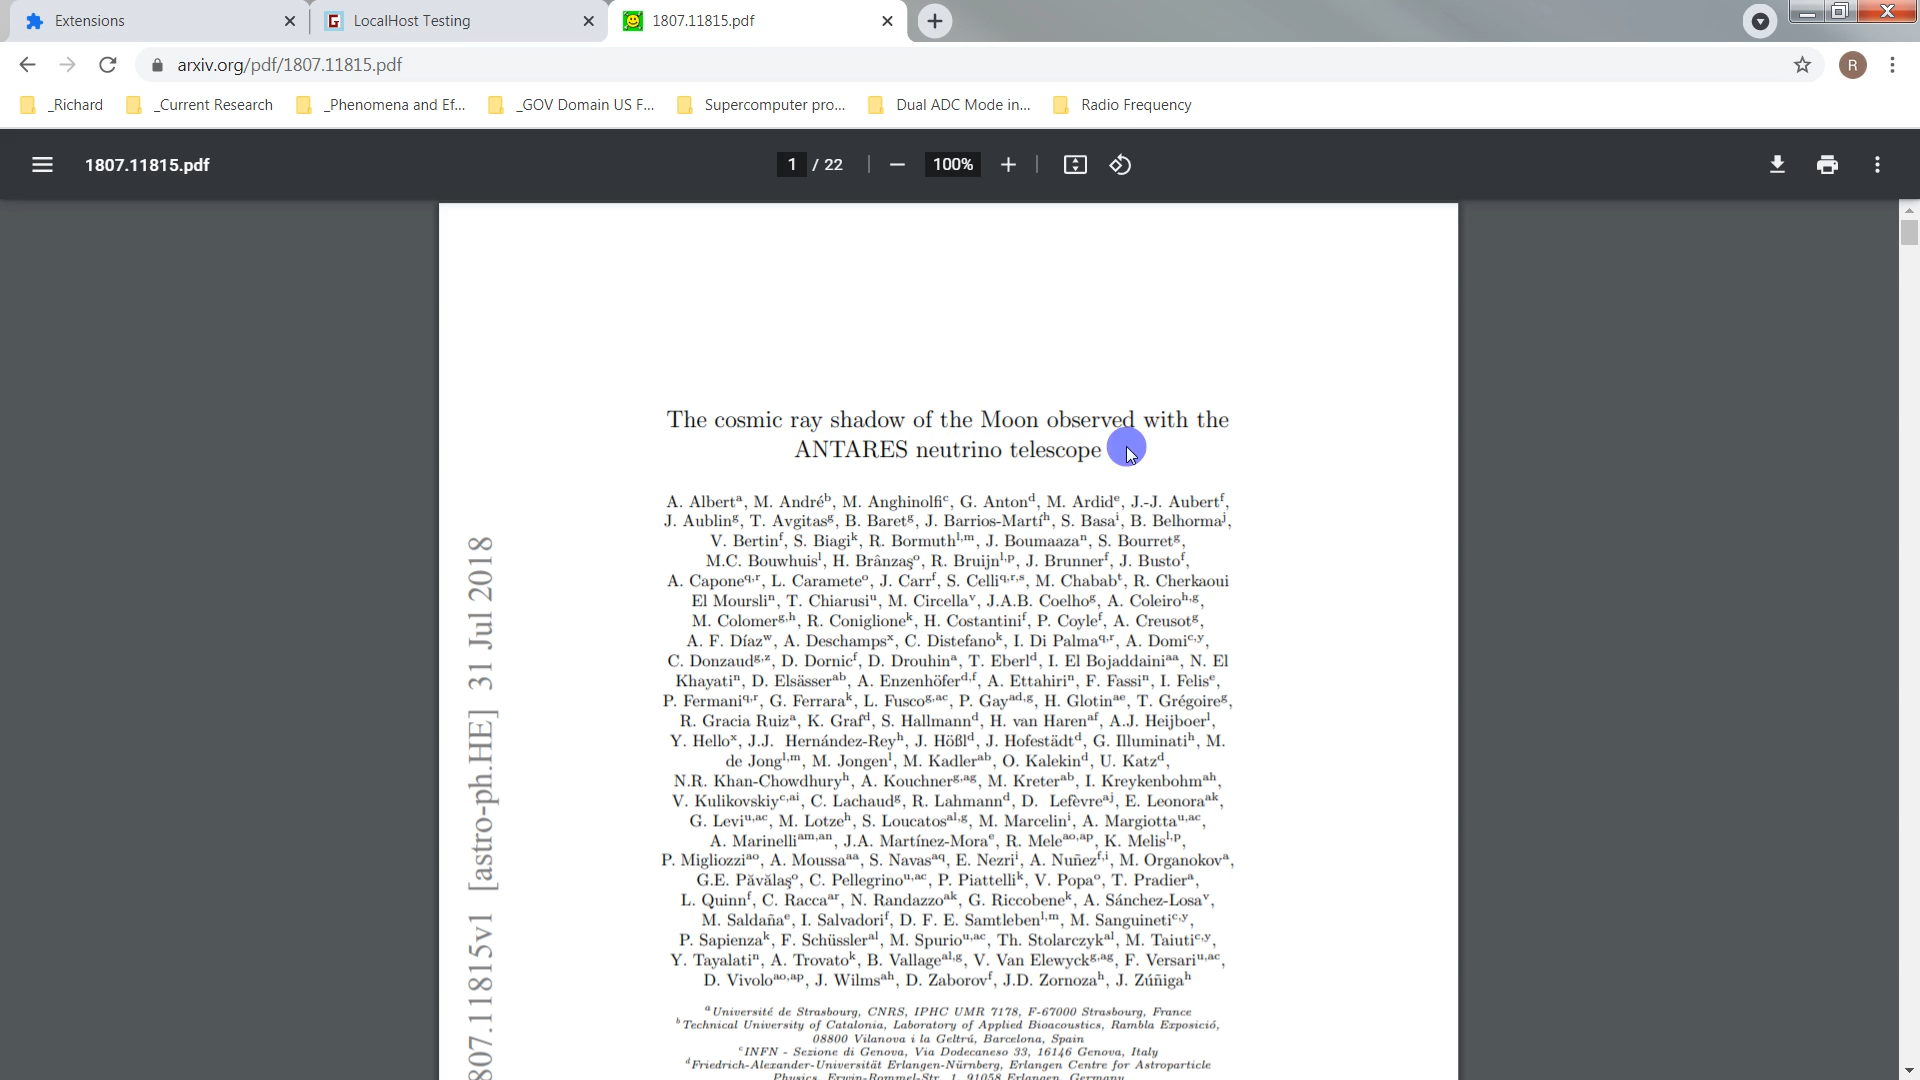 Extensions
LocalHost Testing
1807.11815.pdf
arxiv.org/pdf/1807.11815.pdf
R
_Richard
_Current Research
_Phenomena and Ef...
_GOV Domain US F...
Supercomputer pro...
Dual ADC Mode in...
Radio Frequency
1807.11815.pdf
1 / 22
100%
The cosmic ray shadow of the Moon observed with the
ANTARES neutrino telescope
A. Albertᵃ, M. Andréᵇ, M. Anghinolfiᶜ, G. Antonᵈ, M. Ardidᵉ, J.-J. Aubertᶠ,
J. Aublinᵍ, T. Avgitasᵍ, B. Baretᵍ, J. Barrios-Martíʰ, S. Basaⁱ, B. Belhormaʲ,
V. Bertinᶠ, S. Biagiᵏ, R. Bormuthˡ,ᵐ, J. Boumaazaⁿ, S. Bourretᵍ,
M.C. Bouwhuisˡ, H. Brânzaşᵒ, R. Bruijnˡ,ᵖ, J. Brunnerᶠ, J. Bustoᶠ,
A. Caponeq,r, L. Carameteᵒ, J. Carrᶠ, S. Celliq,r,s, M. Chababᵗ, R. Cherkaoui
El Moursliⁿ, T. Chiarusiᵘ, M. Circellaᵛ, J.A.B. Coelhoᵍ, A. Coleiroʰ,ᵍ,
M. Colomerᵍ,ʰ, R. Coniglioneᵏ, H. Costantiniᶠ, P. Coyleᶠ, A. Creusotᵍ,
A. F. Díazʷ, A. Deschampsˣ, C. Distefanoᵏ, I. Di Palmaq,r, A. Domiᶜ,ʸ,
C. Donzaudᵍ,ᶻ, D. Dornicᶠ, D. Drouhinᵃ, T. Eberlᵈ, I. El Bojaddainiᵃᵃ, N. El
Khayatiⁿ, D. Elsässerᵃᵇ, A. Enzenhöferᵈ,ᶠ, A. Ettahiriⁿ, F. Fassiⁿ, I. Felisᵉ,
P. Fermaniq,r, G. Ferraraᵏ, L. Fuscoᵍ,ᵃᶜ, P. Gayᵃᵈ,ᵍ, H. Glotinᵃᵉ, T. Grégoireᵍ,
R. Gracia Ruizᵃ, K. Grafᵈ, S. Hallmannᵈ, H. van Harenᵃᶠ, A.J. Heijboerˡ,
Y. Helloˣ, J.J. Hernández-Reyʰ, J. Hößlᵈ, J. Hofestädtᵈ, G. Illuminatiʰ, M.
de Jongˡ,ᵐ, M. Jongenˡ, M. Kadlerᵃᵇ, O. Kalekinᵈ, U. Katzᵈ,
N.R. Khan-Chowdhuryʰ, A. Kouchnerᵍ,ᵃᵍ, M. Kreterᵃᵇ, I. Kreykenbohmᵃʰ,
V. Kulikovskiyᶜ,ᵃⁱ, C. Lachaudᵍ, R. Lahmannᵈ, D. Lefèvreᵃʲ, E. Leonoraᵃᵏ,
G. Leviᵘ,ᵃᶜ, M. Lotzeʰ, S. Loucatosᵃˡ,ᵍ, M. Marcelinⁱ, A. Margiottaᵘ,ᵃᶜ,
A. Marinelliᵃᵐ,ᵃⁿ, J.A. Martínez-Moraᵉ, R. Meleᵃᵒ,ᵃᵖ, K. Melisˡ,ᵖ,
P. Migliozziᵃᵒ, A. Moussaᵃᵃ, S. Navasaq, E. Nezriⁱ, A. Nuñezᶠ,ⁱ, M. Organokovᵃ,
G.E. Păvălaşᵒ, C. Pellegrinoᵘ,ᵃᶜ, P. Piattelliᵏ, V. Popaᵒ, T. Pradierᵃ,
L. Quinnᶠ, C. Raccaᵃʳ, N. Randazzoᵃᵏ, G. Riccobeneᵏ, A. Sánchez-Losaᵛ,
M. Saldañaᵉ, I. Salvadoriᶠ, D. F. E. Samtlebenˡ,ᵐ, M. Sanguinetiᶜ,ʸ,
P. Sapienzaᵏ, F. Schüsslerᵃˡ, M. Spurioᵘ,ᵃᶜ, Th. Stolarczykᵃˡ, M. Taiutiᶜ,ʸ,
Y. Tayalatiⁿ, A. Trovatoᵏ, B. Vallageᵃˡ,ᵍ, V. Van Elewyckᵍ,ᵃᵍ, F. Versariᵘ,ᵃᶜ,
D. Vivoloᵃᵒ,ᵃᵖ, J. Wilmsᵃʰ, D. Zaborovᶠ, J.D. Zornozaʰ, J. Zúñigaʰ
ᵃUniversité de Strasbourg, CNRS, IPHC UMR 7178, F-67000 Strasbourg, France
ᵇTechnical University of Catalonia, Laboratory of Applied Bioacoustics, Rambla Exposició,
08800 Vilanova i la Geltrú, Barcelona, Spain
ᶜINFN - Sezione di Genova, Via Dodecaneso 33, 16146 Genova, Italy
ᵈFriedrich-Alexander-Universität Erlangen-Nürnberg, Erlangen Centre for Astroparticle
Physics, Erwin-Rommel-Str. 1, 91058 Erlangen, Germany
807.11815v1 [astro-ph.HE] 31 Jul 2018